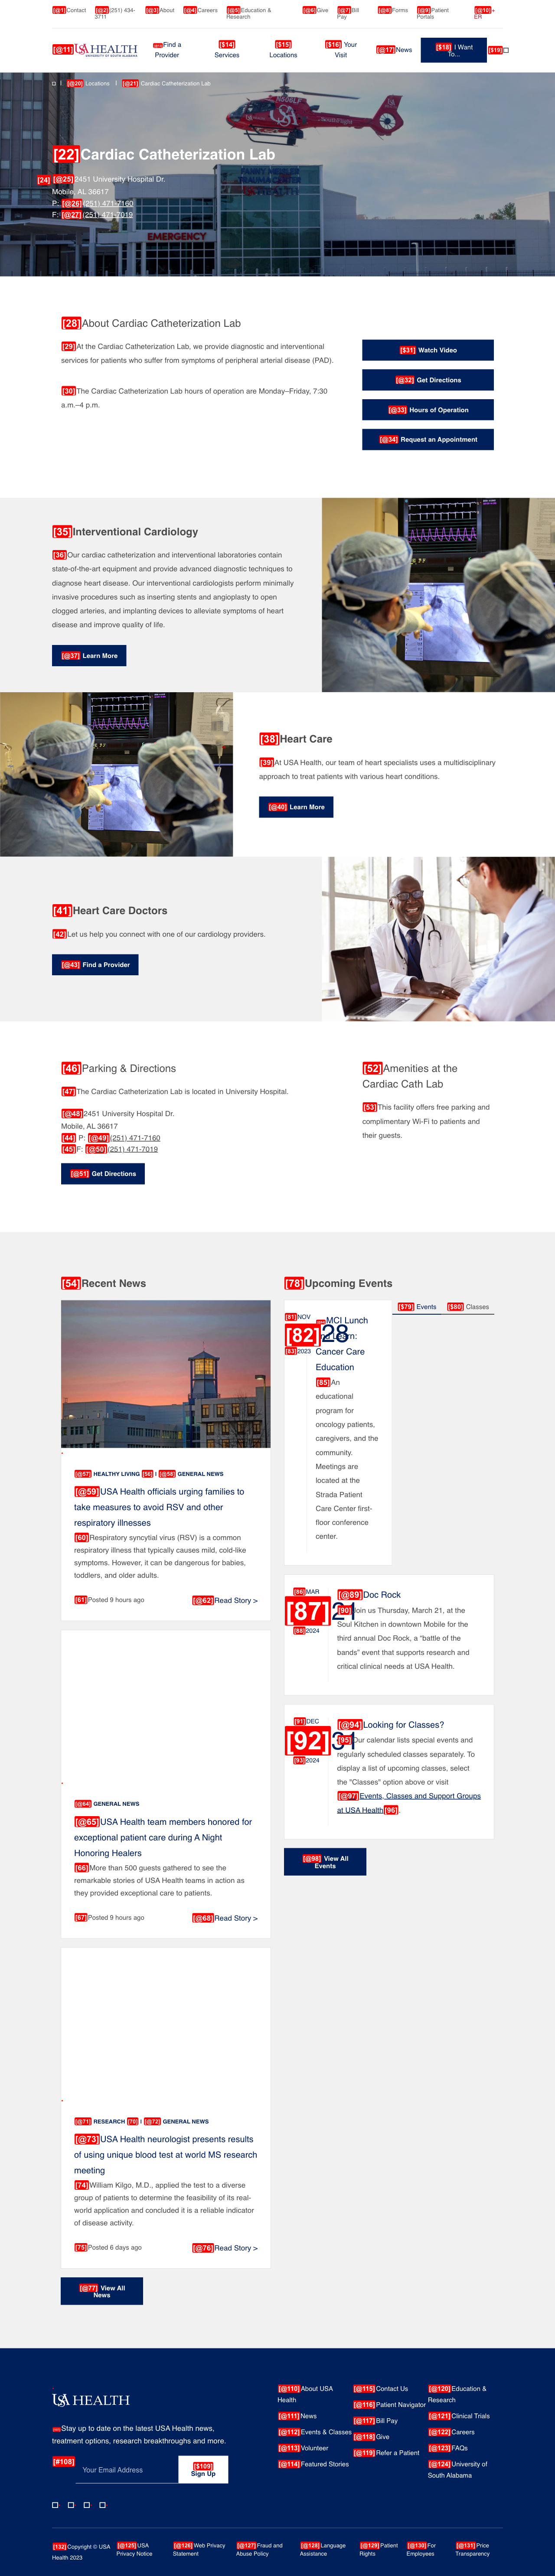 [@1]Contact
[@2](251) 434-3711
[@3]About
[@4]Careers
[@5]Education & Research
[@6]Give
[@7]Bill Pay
[@8]Forms
[@9]Patient Portals
[@10]+ ER
[@11] USA HEALTH
UNIVERSITY OF SOUTH ALABAMA
Find a Provider
[$14] Services
[$15] Locations
[$16] Your Visit
[@17]News
[$18] I Want To...
[$19]
[@20] Locations
[@21] Cardiac Catheterization Lab
NOBLE
FANNY MEISLER
TRAUMA CENTER
HEALTH
EMERGENCY
[22]Cardiac Catheterization Lab
[24] [@25]2451 University Hospital Dr.
Mobile, AL 36617
P: [@26](251) 471-7160
F: [@27](251) 471-7019
[28]About Cardiac Catheterization Lab
[29]At the Cardiac Catheterization Lab, we provide diagnostic and interventional
services for patients who suffer from symptoms of peripheral arterial disease (PAD).
[30]The Cardiac Catheterization Lab hours of operation are Monday–Friday, 7:30
a.m.–4 p.m.
[$31] Watch Video
[@32] Get Directions
[@33] Hours of Operation
[@34] Request an Appointment
[35]Interventional Cardiology
[36]Our cardiac catheterization and interventional laboratories contain
state-of-the-art equipment and provide advanced diagnostic techniques to
diagnose heart disease. Our interventional cardiologists perform minimally
invasive procedures such as inserting stents and angioplasty to open
clogged arteries, and implanting devices to alleviate symptoms of heart
disease and improve quality of life.
[@37] Learn More
[38]Heart Care
[39]At USA Health, our team of heart specialists uses a multidisciplinary
approach to treat patients with various heart conditions.
[@40] Learn More
[41]Heart Care Doctors
[42]Let us help you connect with one of our cardiology providers.
[@43] Find a Provider
[46]Parking & Directions
[47]The Cardiac Catheterization Lab is located in University Hospital.
[@48]2451 University Hospital Dr.
Mobile, AL 36617
[44] P: [@49](251) 471-7160
[45]F: [@50](251) 471-7019
[@51] Get Directions
[52]Amenities at the
Cardiac Cath Lab
[53]This facility offers free parking and
complimentary Wi-Fi to patients and
their guests.
[54]Recent News
[@57] HEALTHY LIVING [56] | [@58] GENERAL NEWS
[@59]USA Health officials urging families to
take measures to avoid RSV and other
respiratory illnesses
[60]Respiratory syncytial virus (RSV) is a common
respiratory illness that typically causes mild, cold-like
symptoms. However, it can be dangerous for babies,
toddlers, and older adults.
[61]Posted 9 hours ago
[@62]Read Story >
[@64] GENERAL NEWS
[@65]USA Health team members honored for
exceptional patient care during A Night
Honoring Healers
[66]More than 500 guests gathered to see the
remarkable stories of USA Health teams in action as
they provided exceptional care to patients.
[67]Posted 9 hours ago
[@68]Read Story >
[@71] RESEARCH [70] | [@72] GENERAL NEWS
[@73]USA Health neurologist presents results
of using unique blood test at world MS research
meeting
[74]William Kilgo, M.D., applied the test to a diverse
group of patients to determine the feasibility of its real-
world application and concluded it is a reliable indicator
of disease activity.
[75]Posted 6 days ago
[@76]Read Story >
[@77] View All
News
[78]Upcoming Events
[$79] Events
[$80] Classes
[81]NOV
[82]28
[83]2023
MCI Lunch
and Learn:
Cancer Care
Education
[85]An
educational
program for
oncology patients,
caregivers, and the
community.
Meetings are
located at the
Strada Patient
Care Center first-
floor conference
center.
[86]MAR
[87]21
[88]2024
[@89]Doc Rock
[90]Join us Thursday, March 21, at the
Soul Kitchen in downtown Mobile for the
third annual Doc Rock, a “battle of the
bands” event that supports research and
critical clinical needs at USA Health.
[91]DEC
[92]31
[93]2024
[@94]Looking for Classes?
[95]Our calendar lists special events and
regularly scheduled classes separately. To
display a list of upcoming classes, select
the "Classes" option above or visit
[@97]Events, Classes and Support Groups
at USA Health[96].
[@98] View All
Events
USA HEALTH
Stay up to date on the latest USA Health news,
treatment options, research breakthroughs and more.
[#108]
Your Email Address
[$109]
Sign Up
[@110]About USA Health
[@111]News
[@112]Events & Classes
[@113]Volunteer
[@114]Featured Stories
[@115]Contact Us
[@116]Patient Navigator
[@117]Bill Pay
[@118]Give
[@119]Refer a Patient
[@120]Education & Research
[@121]Clinical Trials
[@122]Careers
[@123]FAQs
[@124]University of South Alabama
[132]Copyright © USA Health 2023
[@125]USA Privacy Notice
[@126]Web Privacy Statement
[@127]Fraud and Abuse Policy
[@128]Language Assistance
[@129]Patient Rights
[@130]For Employees
[@131]Price Transparency